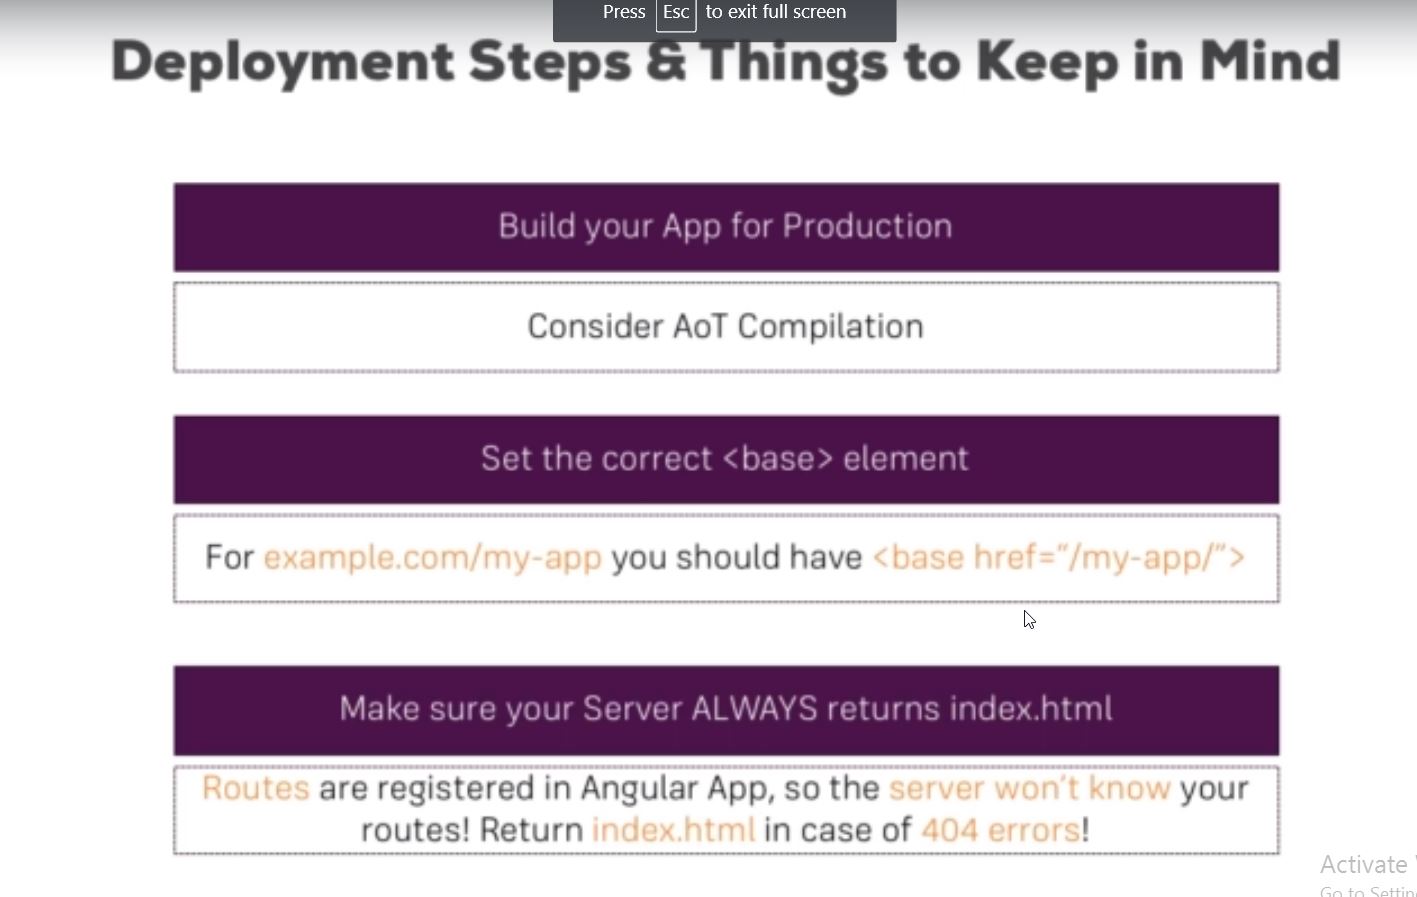 Press Esc to exit full screen
Deployment Steps & Things to Keep in Mind
Build your App for Production
Consider AoT Compilation
Set the correct <base> element
For example.com/my-app you should have <base href="/my-app/">
Make sure your Server ALWAYS returns index.html
Routes are registered in Angular App, so the server won't know your
routes! Return index.html in case of 404 errors!
Activate
Go to